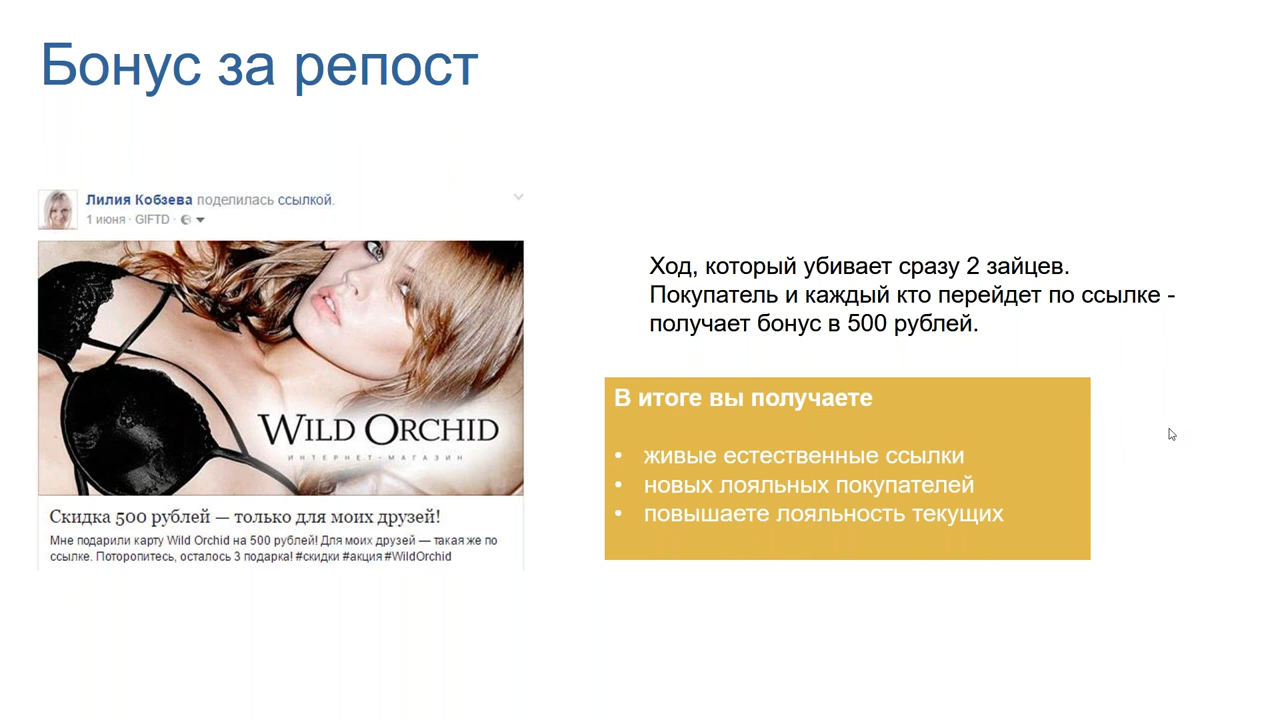 Бонус за репост
Лилия Кобзева поделилась ссылкой.
1 июня · GIFTD ·
WILD ORCHID
ИНТЕРНЕТ-МАГАЗИН
Скидка 500 рублей — только для моих друзей!
Мне подарили карту Wild Orchid на 500 рублей! Для моих друзей — такая же по
ссылке. Поторопитесь, осталось 3 подарка! #скидки #акция #WildOrchid
Ход, который убивает сразу 2 зайцев.
Покупатель и каждый кто перейдет по ссылке -
получает бонус в 500 рублей.
В итоге вы получаете
• живые естественные ссылки
• новых лояльных покупателей
• повышаете лояльность текущих